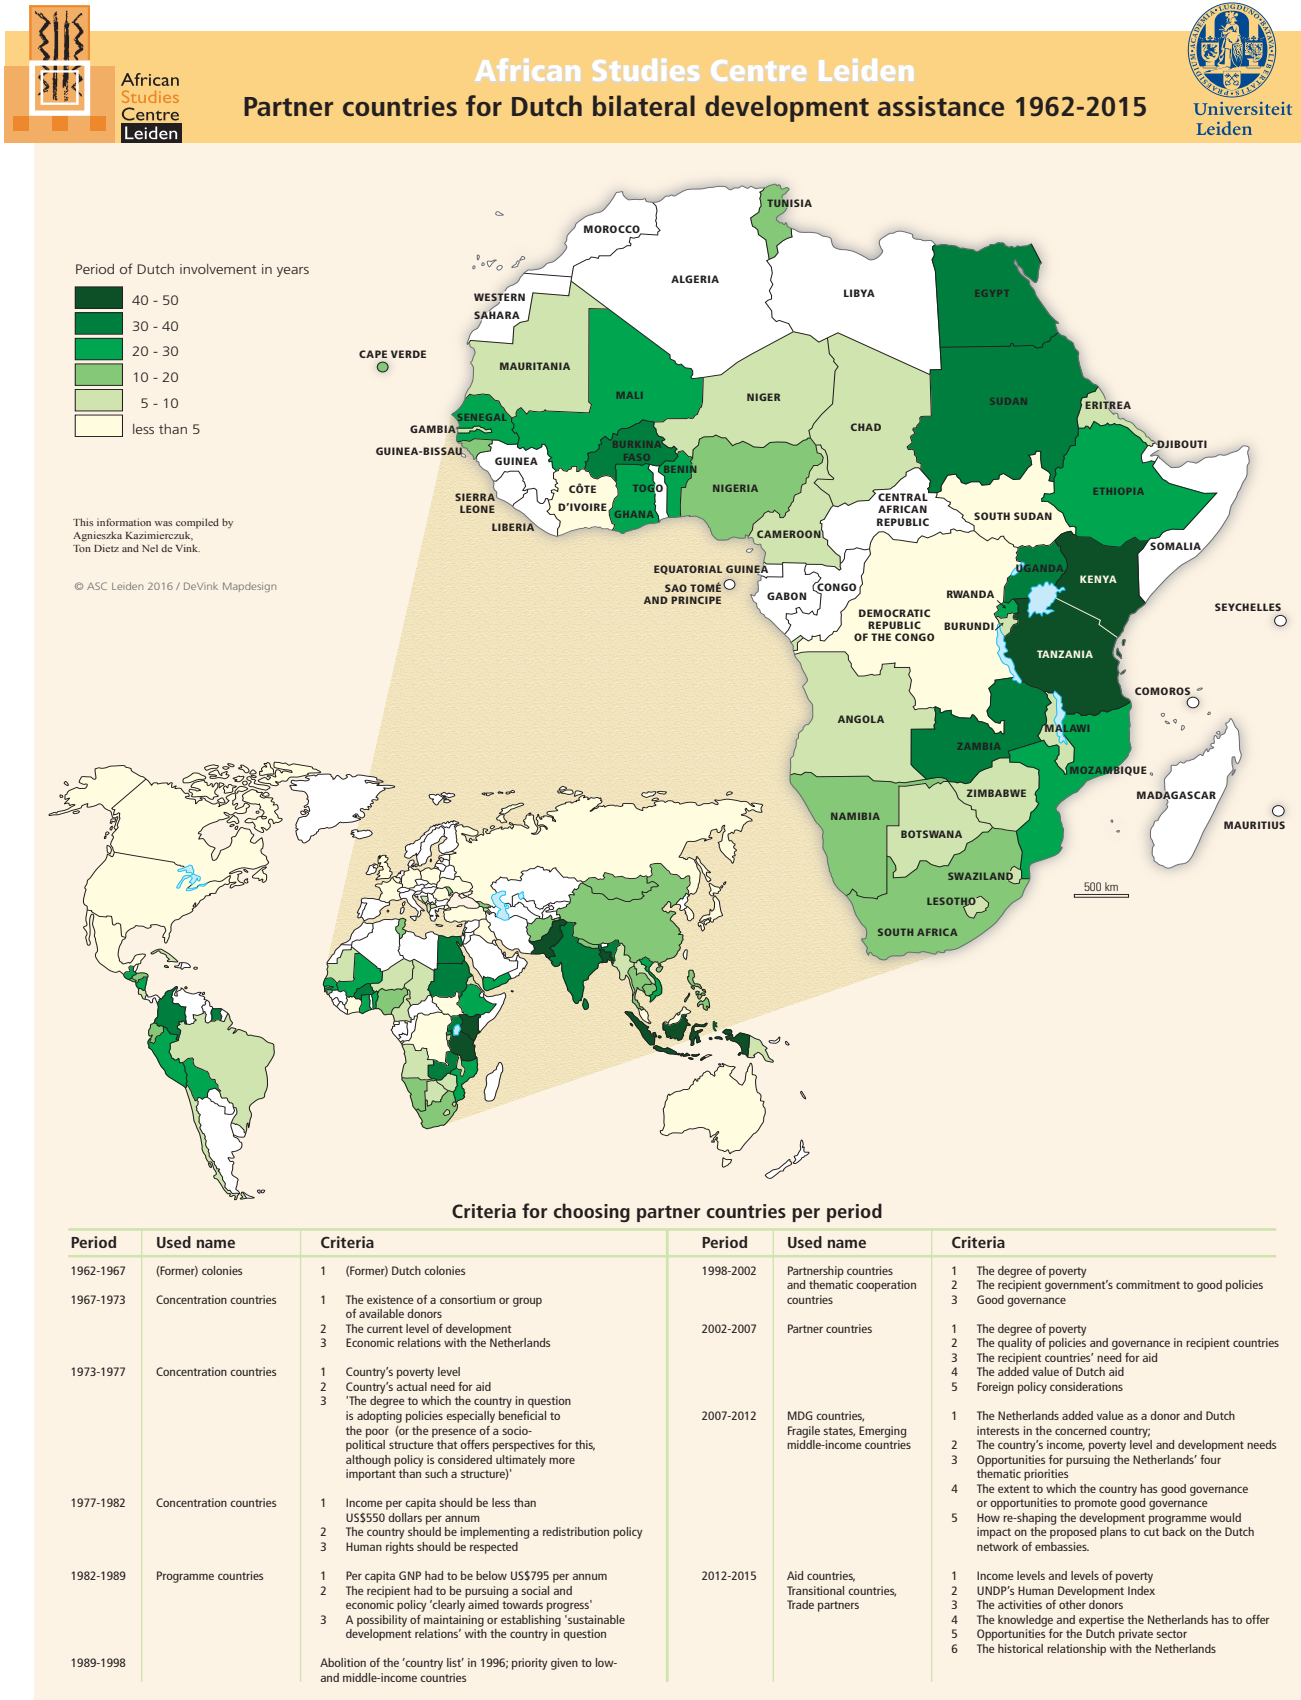 African
Studies
Centre
Leiden
African Studies Centre Leiden
Partner countries for Dutch bilateral development assistance 1962-2015
Universiteit
Leiden
Period of Dutch involvement in years
40 - 50
30 - 40
20 - 30
10 - 20
5 - 10
less than 5
This information was compiled by
Agnieszka Kazimierczuk,
Ton Dietz and Nel de Vink.
© ASC Leiden 2016 / DeVink Mapdesign
TUNISIA
MOROCCO
ALGERIA
LIBYA
EGYPT
WESTERN
SAHARA
CAPE VERDE
MAURITANIA
MALI
NIGER
CHAD
SUDAN
ERITREA
DJIBOUTI
SENEGAL
GAMBIA
GUINEA-BISSAU
GUINEA
BURKINA
FASO
BENIN
TOGO
GHANA
CÔTE
D'IVOIRE
SIERRA
LEONE
LIBERIA
NIGERIA
CAMEROON
CENTRAL
AFRICAN
REPUBLIC
SOUTH SUDAN
ETHIOPIA
SOMALIA
EQUATORIAL GUINEA
SAO TOMÉ
AND PRINCIPE
GABON
CONGO
DEMOCRATIC
REPUBLIC
OF THE CONGO
UGANDA
KENYA
RWANDA
BURUNDI
TANZANIA
SEYCHELLES
COMOROS
ANGOLA
ZAMBIA
MALAWI
MOZAMBIQUE
ZIMBABWE
MADAGASCAR
MAURITIUS
NAMIBIA
BOTSWANA
SWAZILAND
LESOTHO
SOUTH AFRICA
500 km
Criteria for choosing partner countries per period
Period Used name Criteria
1962-1967 (Former) colonies 1 (Former) Dutch colonies
1967-1973 Concentration countries 1 The existence of a consortium or group
of available donors
2 The current level of development
3 Economic relations with the Netherlands
1973-1977 Concentration countries 1 Country's poverty level
2 Country's actual need for aid
3 'The degree to which the country in question
is adopting policies especially beneficial to
the poor (or the presence of a socio-
political structure that offers perspectives for this,
although policy is considered ultimately more
important than such a structure)'
1977-1982 Concentration countries 1 Income per capita should be less than
US$550 dollars per annum
2 The country should be implementing a redistribution policy
3 Human rights should be respected
1982-1989 Programme countries 1 Per capita GNP had to be below US$795 per annum
2 The recipient had to be pursuing a social and
economic policy 'clearly aimed towards progress'
3 A possibility of maintaining or establishing 'sustainable
development relations' with the country in question
1989-1998 Abolition of the 'country list' in 1996; priority given to low-
and middle-income countries
Period Used name Criteria
1998-2002 Partnership countries 1 The degree of poverty
and thematic cooperation 2 The recipient government's commitment to good policies
countries 3 Good governance
2002-2007 Partner countries 1 The degree of poverty
2 The quality of policies and governance in recipient countries
3 The recipient countries' need for aid
4 The added value of Dutch aid
5 Foreign policy considerations
2007-2012 MDG countries, 1 The Netherlands added value as a donor and Dutch
Fragile states, Emerging interests in the concerned country;
middle-income countries 2 The country's income, poverty level and development needs
3 Opportunities for pursuing the Netherlands' four
thematic priorities
4 The extent to which the country has good governance
or opportunities to promote good governance
5 How re-shaping the development programme would
impact on the proposed plans to cut back on the Dutch
network of embassies.
2012-2015 Aid countries, 1 Income levels and levels of poverty
Transitional countries, 2 UNDP's Human Development Index
Trade partners 3 The activities of other donors
4 The knowledge and expertise the Netherlands has to offer
5 Opportunities for the Dutch private sector
6 The historical relationship with the Netherlands